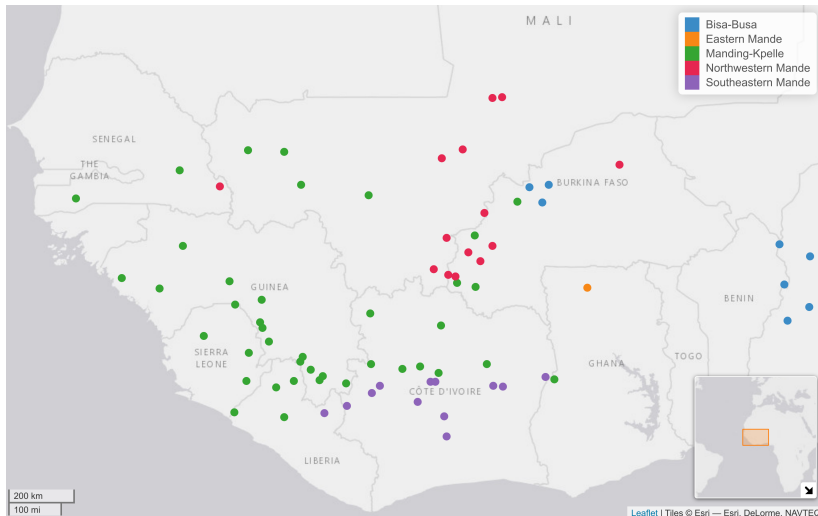 MALI
Bisa-Busa
Eastern Mande
Manding-Kpelle
Northwestern Mande
Southeastern Mande
SENEGAL
THE
GAMBIA
BURKINA FASO
GUINEA
BENIN
SIERRA
LEONE
GHANA
TOGO
CÔTE D'IVOIRE
LIBERIA
200 km
100 mi
Leaflet | Tiles © Esri — Esri, DeLorme, NAVTEQ